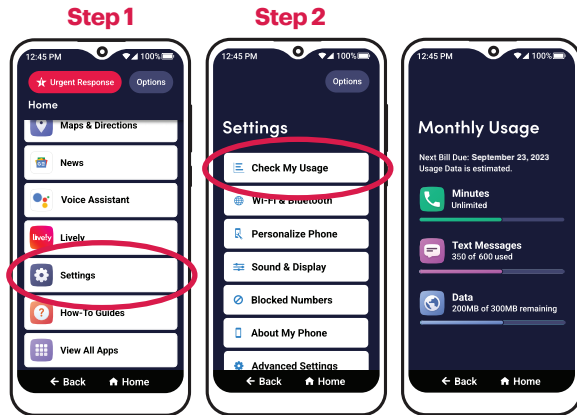 Step 1
Step 2
12:45 PM
100%
Urgent Response
Options
Home
Maps & Directions
News
Voice Assistant
lively
Lively
Settings
How-To Guides
View All Apps
Back
Home
12:45 PM
100%
Options
Settings
Check My Usage
Wi-Fi & Bluetooth
Personalize Phone
Sound & Display
Blocked Numbers
About My Phone
Advanced Settings
Back
Home
12:45 PM
100%
Monthly Usage
Next Bill Due: September 23, 2023
Usage Data is estimated.
Minutes
Unlimited
Text Messages
350 of 600 used
Data
200MB of 300MB remaining
Back
Home